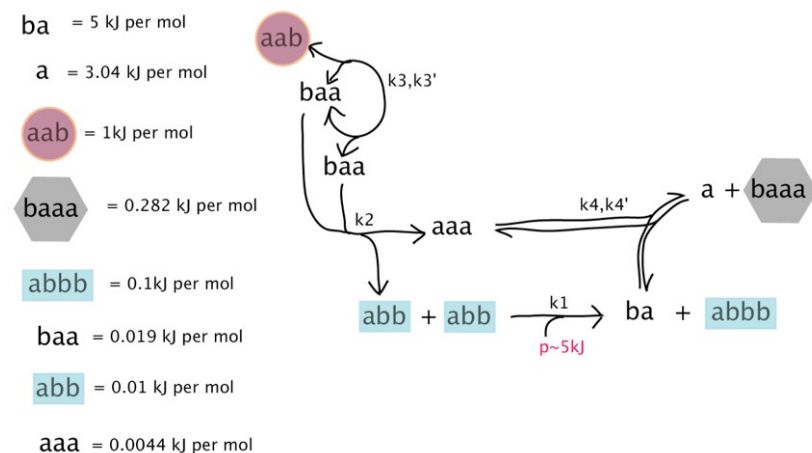 ba = 5 kJ per mol
a = 3.04 kJ per mol
aab = 1kJ per mol
baaa = 0.282 kJ per mol
abbb = 0.1kJ per mol
baa = 0.019 kJ per mol
abb = 0.01 kJ per mol
aaa = 0.0044 kJ per mol
aab
k3,k3'
baa
baa
k2
aaa
k4,k4'
a + baaa
abb + abb
k1
p~5kJ
ba + abbb